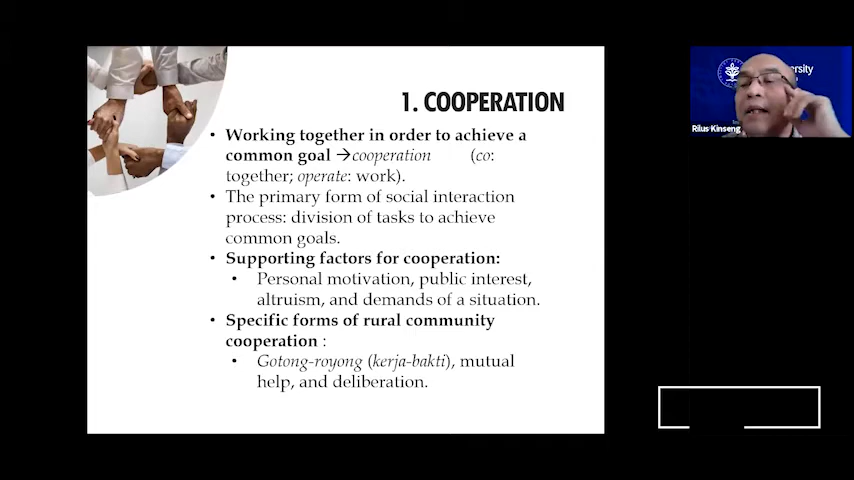 1. COOPERATION
• Working together in order to achieve a
common goal →cooperation (co:
together; operate: work).
• The primary form of social interaction
process: division of tasks to achieve
common goals.
• Supporting factors for cooperation:
• Personal motivation, public interest,
altruism, and demands of a situation.
• Specific forms of rural community
cooperation :
• Gotong-royong (kerja-bakti), mutual
help, and deliberation.
Rilus Kinseng